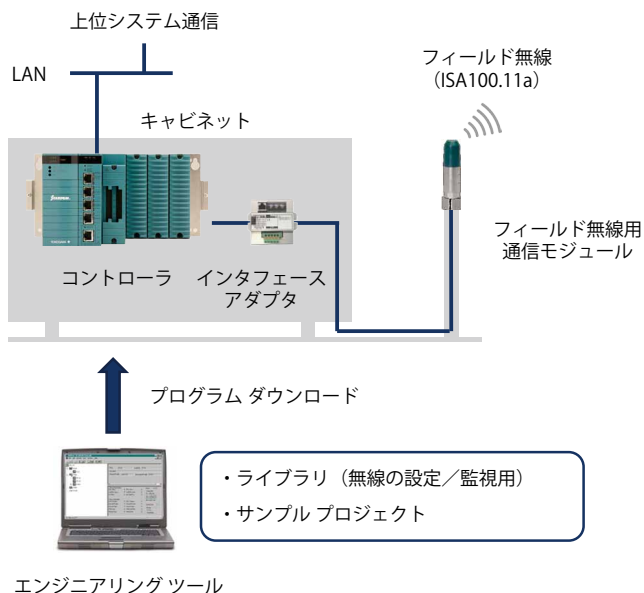 上位システム通信
LAN
フィールド無線
（ISA100.11a）
キャビネット
フィールド無線用
通信モジュール
コントローラ
インタフェース
アダプタ
プログラム ダウンロード
・ライブラリ（無線の設定／監視用）
・サンプル プロジェクト
エンジニアリング ツール